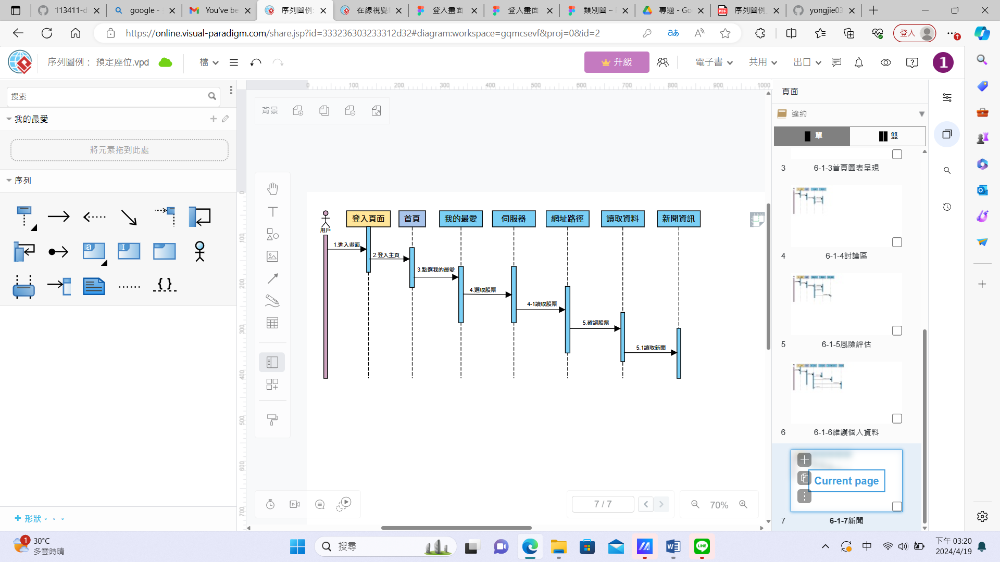 113411-d
google -
You've be
序列圖例:
在線視覺
登入畫面
登入畫面
類別圖 –
專題 - Go
序列圖例_
yongjie03
https://online.visual-paradigm.com/share.jsp?id=333236303233312d32#diagram:workspace=gqmcsevf&proj=0&id=2
登入
序列圖例： 預定座位.vpd
檔
升級
電子書
共用
出口
1
搜索
我的最愛
將元素拖到此處
序列
形狀。。。
0 100 200 300 400 500 600 700 800 900 1000
0
100
200
300
400
500
600
700
背景
用戶
登入頁面
首頁
我的最愛
伺服器
網址路徑
讀取資料
新聞資訊
1.進入畫面
2.登入主頁
3.點選我的最愛
4.選取股票
4-1讀取股票
5.確認股票
5.1讀取新聞
7 / 7
70%
頁面
違約
單
雙
3 6-1-3首頁圖表呈現
4 6-1-4討論區
5 6-1-5風險評估
6 6-1-6維護個人資料
Current page
7 6-1-7新聞
1
30°C
多雲時晴
搜尋
中
下午 03:20
2024/4/19